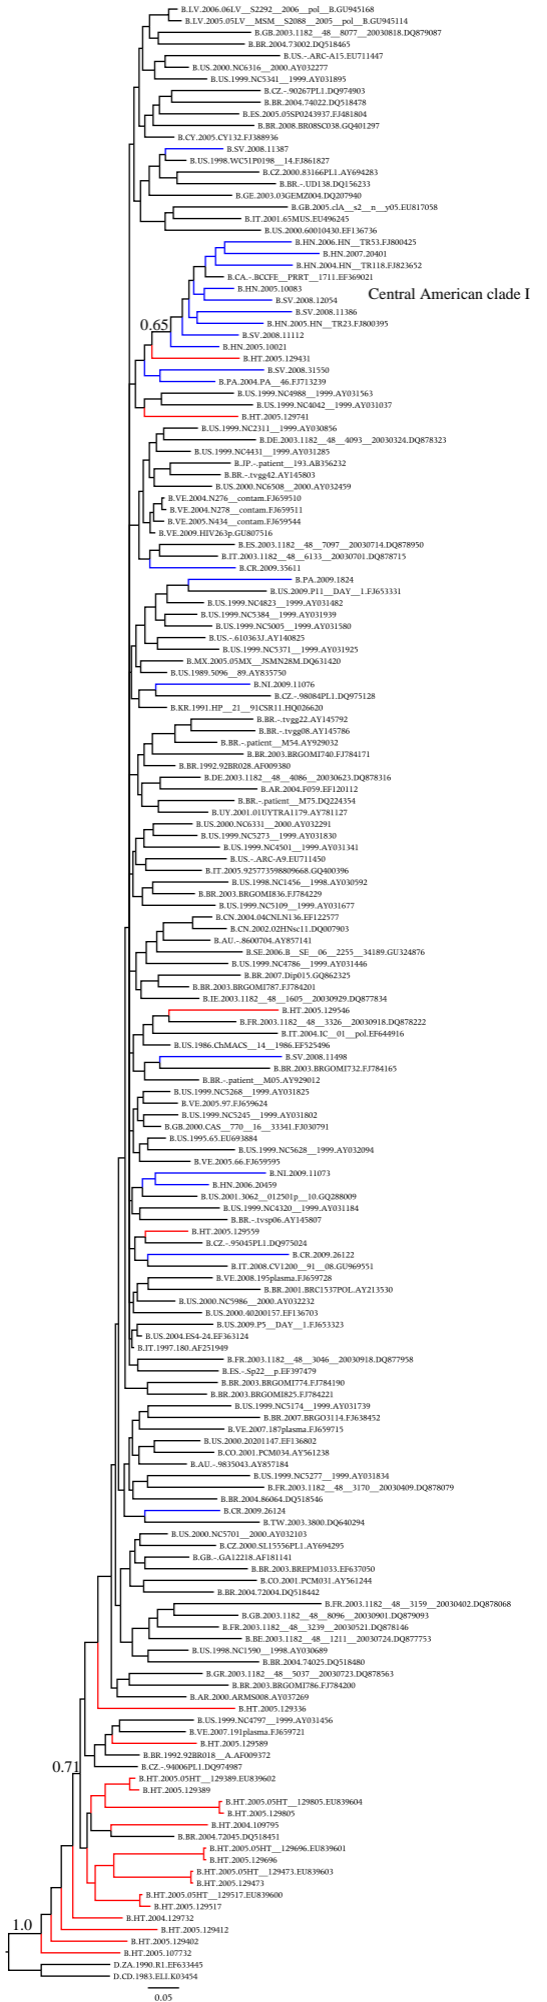 B.LV.2006.06LV__S2292__2006__pol__B.GU945168
B.LV.2005.05LV__MSM__S2088__2005__pol__B.GU945114
B.GB.2003.1182__48__8077__20030818.DQ879087
B.BR.2004.73002.DQ518465
B.US.-.ARC-A15.EU711447
B.US.2000.NC6316__2000.AY032277
B.US.1999.NC5341__1999.AY031895
B.CZ.-.90267PL1.DQ974903
B.BR.2004.74022.DQ518478
B.ES.2005.05SP0243937.FJ481804
B.BR.2008.BR08SC038.GQ401297
B.CY.2005.CY132.FJ388936
B.SV.2008.11387
B.US.1998.WC51P0198__14.FJ861827
B.CZ.2000.83166PL1.AY694283
B.BR.-.UD138.DQ156233
B.GE.2003.03GEMZ004.DQ207940
B.GB.2005.clA__s2__n__y05.EU817058
B.IT.2001.65MUS.EU496245
B.US.2000.60010430.EF136736
B.HN.2006.HN__TR53.FJ800425
B.HN.2007.20401
B.HN.2004.HN__TR118.FJ823652
B.CA.-.BCCFE__PRRT__1711.EF369021
B.HN.2005.10083
Central American clade I
B.SV.2008.12054
B.SV.2008.11386
B.HN.2005.HN__TR23.FJ800395
0.65
B.SV.2008.11112
B.HN.2005.10021
B.HT.2005.129431
B.SV.2008.31550
B.PA.2004.PA__46.FJ713239
B.US.1999.NC4988__1999.AY031563
B.US.1999.NC4042__1999.AY031037
B.HT.2005.129741
B.US.1999.NC2311__1999.AY030856
B.DE.2003.1182__48__4093__20030324.DQ878323
B.US.1999.NC4431__1999.AY031285
B.JP.-.patient__193.AB356232
B.BR.-.tvgg42.AY145803
B.US.2000.NC6508__2000.AY032459
B.VE.2004.N276__contam.FJ659510
B.VE.2004.N278__contam.FJ659511
B.VE.2005.N434__contam.FJ659544
B.VE.2009.HIV263p.GU807516
B.ES.2003.1182__48__7097__20030714.DQ878950
B.IT.2003.1182__48__6133__20030701.DQ878715
B.CR.2009.35611
B.PA.2009.1824
B.US.2009.P11__DAY__1.FJ653331
B.US.1999.NC4823__1999.AY031482
B.US.1999.NC5384__1999.AY031939
B.US.1999.NC5005__1999.AY031580
B.US.-.610363J.AY140825
B.US.1999.NC5371__1999.AY031925
B.MX.2005.05MX__JSMN28M.DQ631420
B.US.1989.5096__89.AY835750
B.NI.2009.11076
B.CZ.-.98084PL1.DQ975128
B.KR.1991.HP__21__91CSR11.HQ026620
B.BR.-.tvgg22.AY145792
B.BR.-.tvgg08.AY145786
B.BR.-.patient__M54.AY929032
B.BR.2003.BRGOMI740.FJ784171
B.BR.1992.92BR028.AF009380
B.DE.2003.1182__48__4086__20030623.DQ878316
B.AR.2004.F059.EF120112
B.BR.-.patient__M75.DQ224354
B.UY.2001.01UYTRA1179.AY781127
B.US.2000.NC6331__2000.AY032291
B.US.1999.NC5273__1999.AY031830
B.US.1999.NC4501__1999.AY031341
B.US.-.ARC-A9.EU711450
B.IT.2005.925773598809668.GQ400396
B.US.1998.NC1456__1998.AY030592
B.BR.2003.BRGOMI836.FJ784229
B.US.1999.NC5109__1999.AY031677
B.CN.2004.04CNLN136.EF122577
B.CN.2002.02HNsc11.DQ007903
B.AU.-.8600704.AY857141
B.SE.2006.B__SE__06__2255__34189.GU324876
B.US.1999.NC4786__1999.AY031446
B.BR.2007.Dip015.GQ862325
B.BR.2003.BRGOMI787.FJ784201
B.IE.2003.1182__48__1605__20030929.DQ877834
B.HT.2005.129546
B.FR.2003.1182__48__3326__20030918.DQ878222
B.IT.2004.IC__01__pol.EF644916
B.US.1986.ChMACS__14__1986.EF525496
B.SV.2008.11498
B.BR.2003.BRGOMI732.FJ784165
B.BR.-.patient__M05.AY929012
B.US.1999.NC5268__1999.AY031825
B.VE.2005.97.FJ659624
B.US.1999.NC5245__1999.AY031802
B.GB.2000.CAS__770__16__33341.FJ030791
B.US.1995.65.EU693884
B.US.1999.NC5628__1999.AY032094
B.VE.2005.66.FJ659595
B.NI.2009.11073
B.HN.2006.20459
B.US.2001.3062__012501p__10.GQ288009
B.US.1999.NC4320__1999.AY031184
B.BR.-.tvsp06.AY145807
B.HT.2005.129559
B.CZ.-.95045PL1.DQ975024
B.CR.2009.26122
B.IT.2008.CV1200__91__08.GU969551
B.VE.2008.195plasma.FJ659728
B.BR.2001.BRC1537POL.AY213530
B.US.2000.NC5986__2000.AY032232
B.US.2000.40200157.EF136703
B.US.2009.P5__DAY__1.FJ653323
B.US.2004.ES4-24.EF363124
B.IT.1997.180.AF251949
B.FR.2003.1182__48__3046__20030918.DQ877958
B.ES.-.Sp22__p.EF397479
B.BR.2003.BRGOMI774.FJ784190
B.BR.2003.BRGOMI825.FJ784221
B.US.1999.NC5174__1999.AY031739
B.BR.2007.BRGO3114.FJ638452
B.VE.2007.187plasma.FJ659715
B.US.2000.20201147.EF136802
B.CO.2001.PCM034.AY561238
B.AU.-.9835043.AY857184
B.US.1999.NC5277__1999.AY031834
B.FR.2003.1182__48__3170__20030409.DQ878079
B.BR.2004.86064.DQ518546
B.CR.2009.26124
B.TW.2003.3800.DQ640294
B.US.2000.NC5701__2000.AY032103
B.CZ.2000.SL15556PL1.AY694295
B.GB.-.GA12218.AF181141
B.BR.2003.BREPM1033.EF637050
B.CO.2001.PCM031.AY561244
B.BR.2004.72004.DQ518442
B.FR.2003.1182__48__3159__20030402.DQ878068
B.GB.2003.1182__48__8096__20030901.DQ879093
B.FR.2003.1182__48__3239__20030521.DQ878146
B.BE.2003.1182__48__1211__20030724.DQ877753
B.US.1998.NC1590__1998.AY030689
B.BR.2004.74025.DQ518480
B.GR.2003.1182__48__5037__20030723.DQ878563
B.BR.2003.BRGOMI786.FJ784200
B.AR.2000.ARMS008.AY037269
B.HT.2005.129336
B.US.1999.NC4797__1999.AY031456
B.VE.2007.191plasma.FJ659721
B.HT.2005.129589
B.BR.1992.92BR018__A.AF009372
B.CZ.-.94006PL1.DQ974987
0.71
B.HT.2005.05HT__129389.EU839602
B.HT.2005.129389
B.HT.2005.05HT__129805.EU839604
B.HT.2005.129805
B.HT.2004.109795
B.BR.2004.72045.DQ518451
B.HT.2005.05HT__129696.EU839601
B.HT.2005.129696
B.HT.2005.05HT__129473.EU839603
B.HT.2005.129473
B.HT.2005.05HT__129517.EU839600
B.HT.2005.129517
B.HT.2004.129732
1.0
B.HT.2005.129412
B.HT.2005.129402
B.HT.2005.107732
D.ZA.1990.R1.EF633445
D.CD.1983.ELI.K03454
0.05